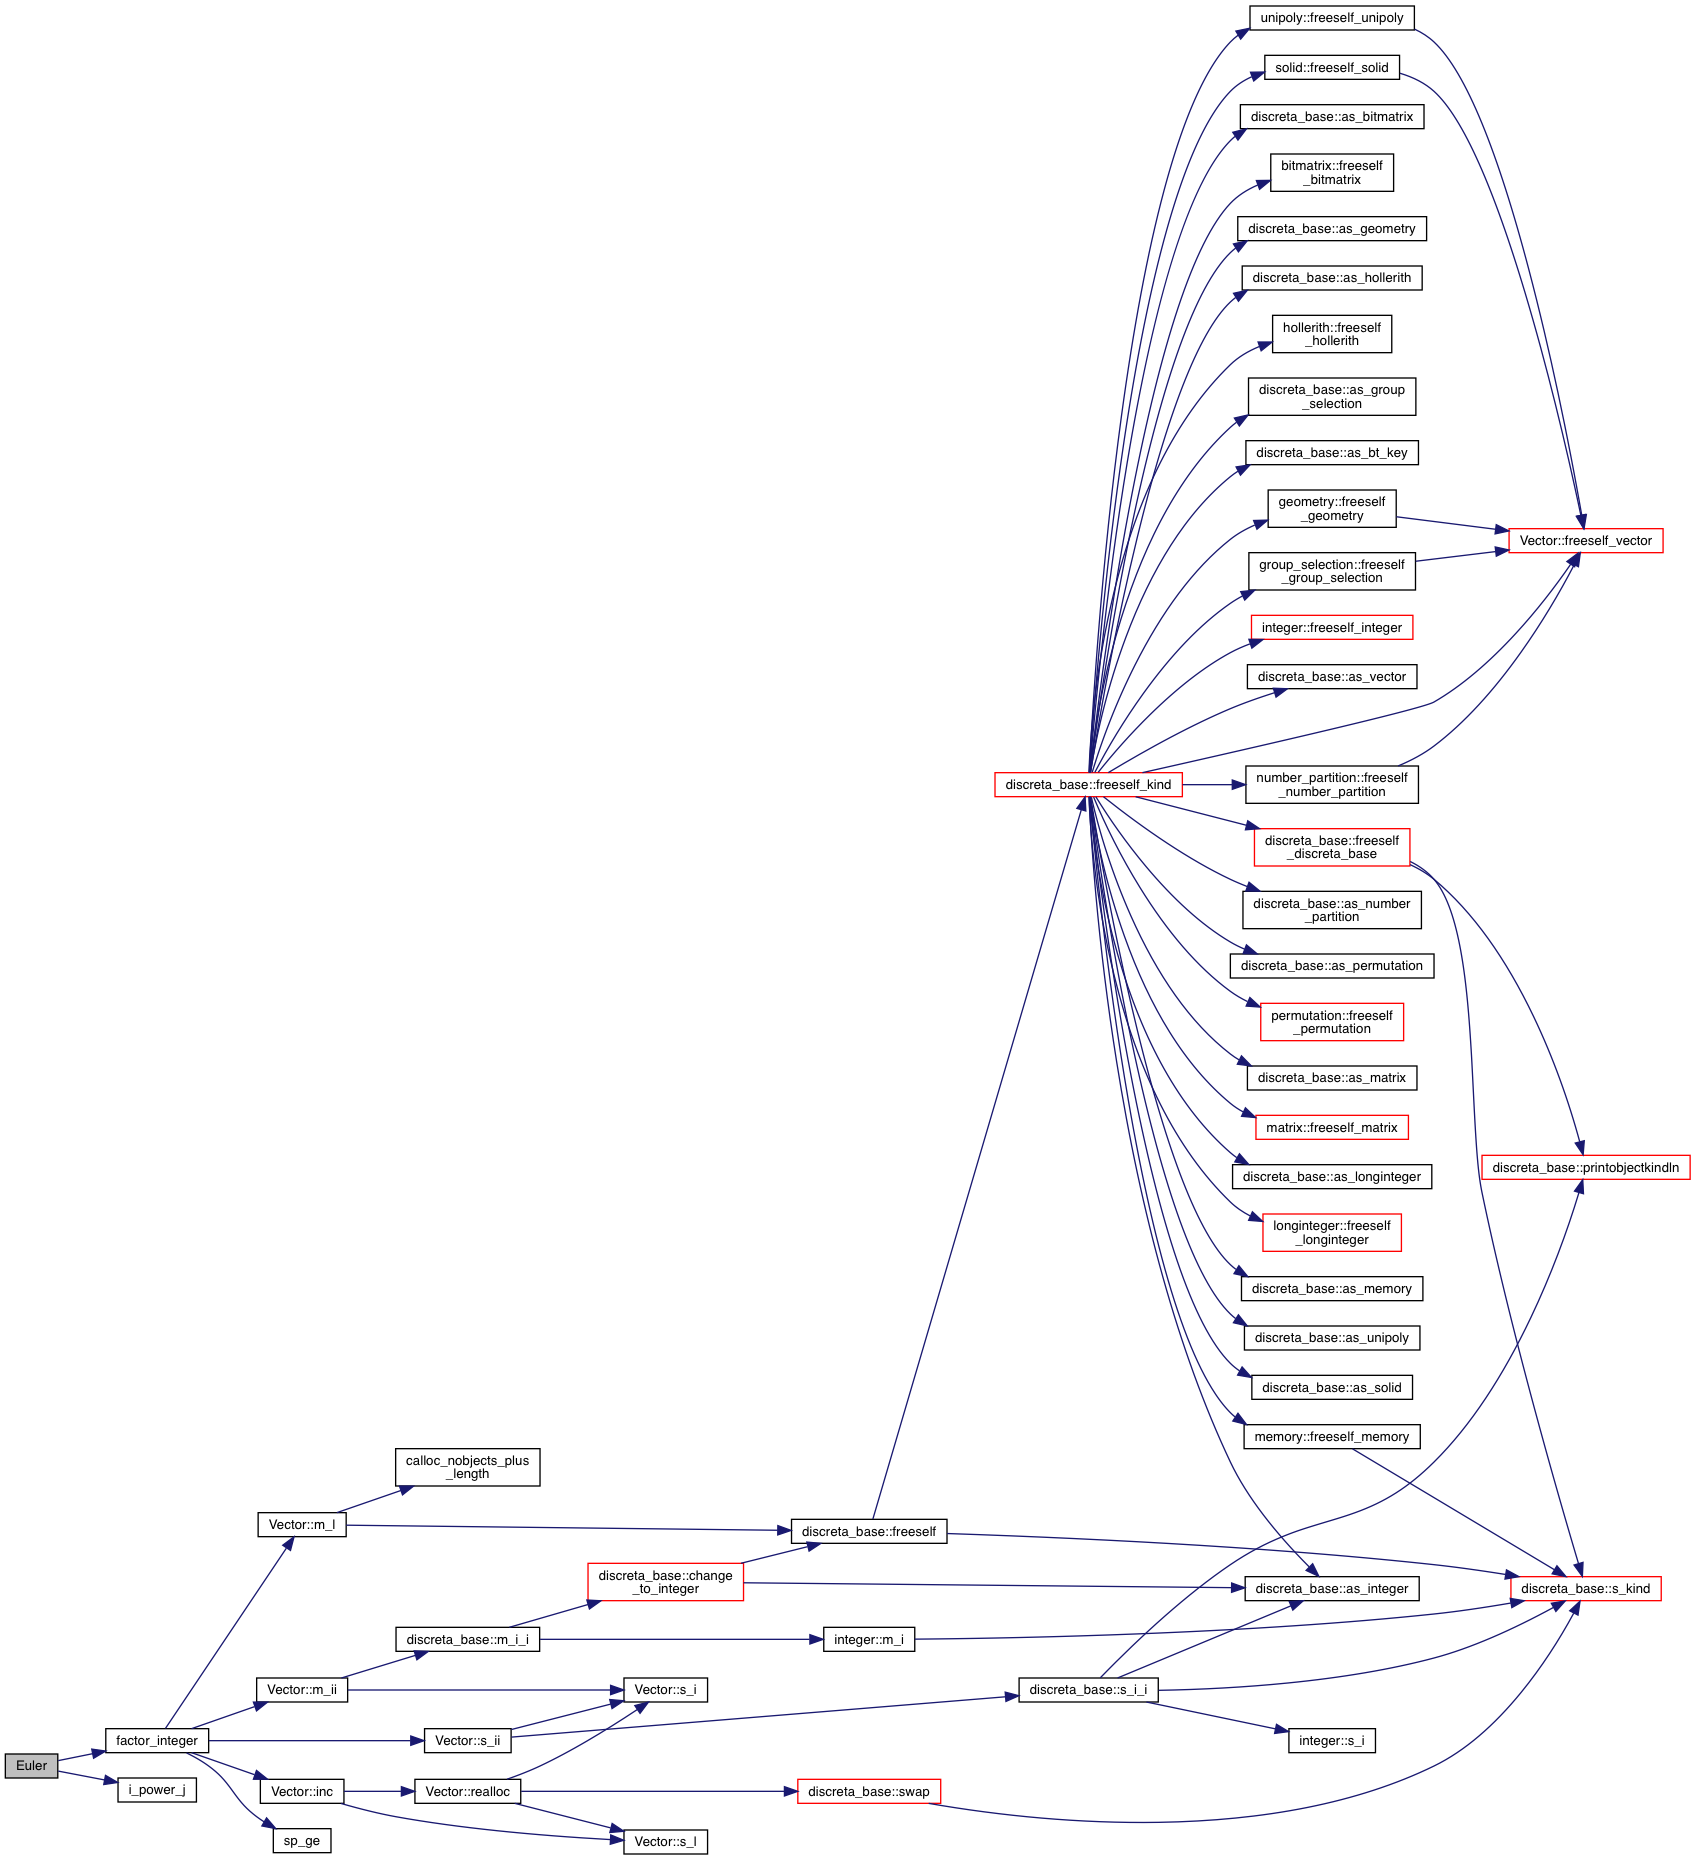 unipoly::freeself_unipoly
solid::freeself_solid
discreta_base::as_bitmatrix
bitmatrix::freeself
_bitmatrix
discreta_base::as_geometry
discreta_base::as_hollerith
hollerith::freeself
_hollerith
discreta_base::as_group
_selection
discreta_base::as_bt_key
geometry::freeself
_geometry
Vector::freeself_vector
group_selection::freeself
_group_selection
integer::freeself_integer
discreta_base::as_vector
discreta_base::freeself_kind
number_partition::freeself
_number_partition
discreta_base::freeself
_discreta_base
discreta_base::as_number
_partition
discreta_base::as_permutation
permutation::freeself
_permutation
discreta_base::as_matrix
matrix::freeself_matrix
discreta_base::as_longinteger
discreta_base::printobjectkindln
longinteger::freeself
_longinteger
discreta_base::as_memory
discreta_base::as_unipoly
discreta_base::as_solid
memory::freeself_memory
calloc_nobjects_plus
_length
Vector::m_l
discreta_base::freeself
discreta_base::change
_to_integer
discreta_base::as_integer
discreta_base::s_kind
discreta_base::m_i_i
integer::m_i
Vector::m_ii
Vector::s_i
discreta_base::s_i_i
factor_integer
Vector::s_ii
integer::s_i
Euler
i_power_j
Vector::inc
Vector::realloc
discreta_base::swap
sp_ge
Vector::s_l